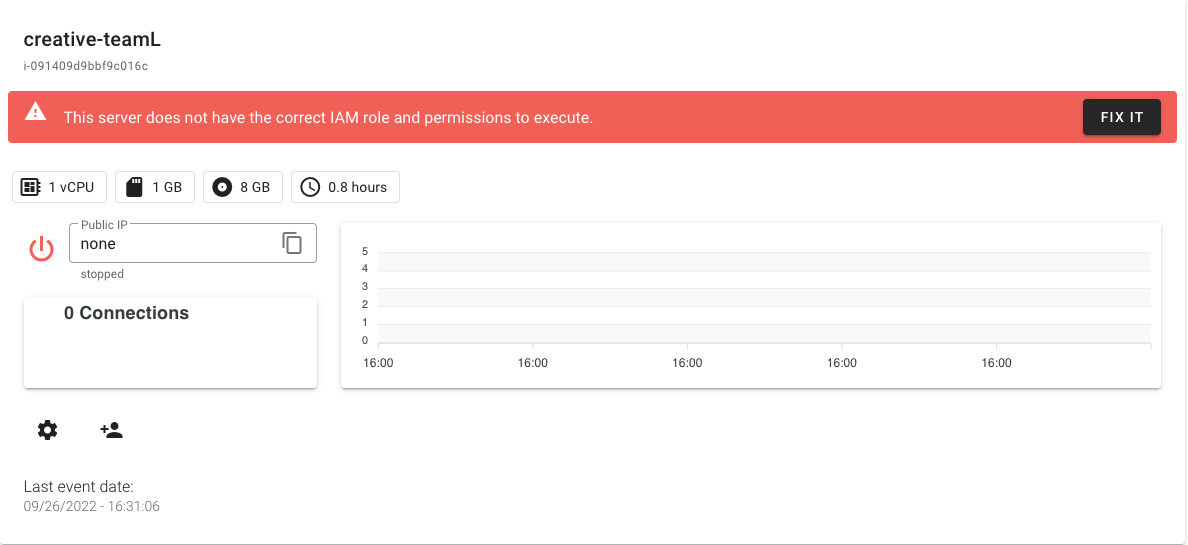 creative-teamL
i-091409d9bbf9c016c
This server does not have the correct IAM role and permissions to execute.
FIX IT
1 vCPU
1 GB
8 GB
0.8 hours
Public IP
none
stopped
0 Connections
5
4
3
2
1
0
16:00 16:00 16:00 16:00 16:00
Last event date:
09/26/2022 - 16:31:06